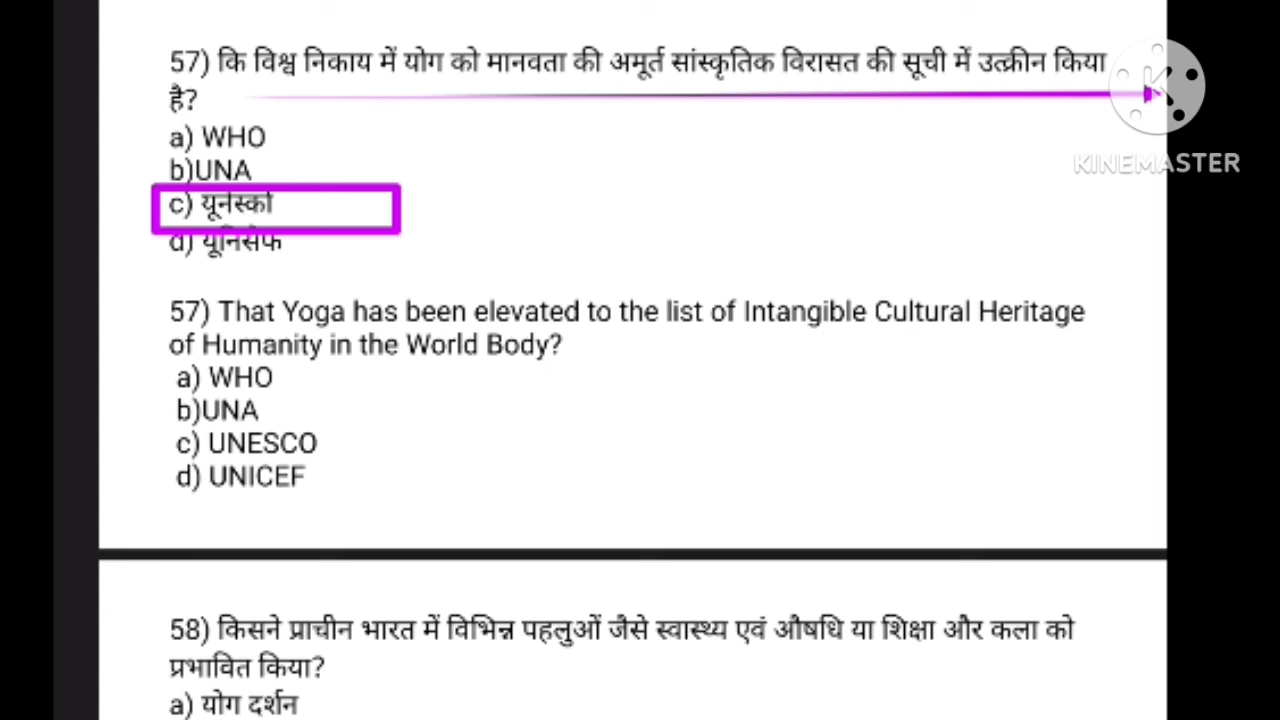 57) कि विश्व निकाय में योग को मानवता की अमूर्त सांस्कृतिक विरासत की सूची में उत्क्रीन किया
है?
a) WHO
b)UNA
c) यूनेस्को
d) यूनिसेफ
57) That Yoga has been elevated to the list of Intangible Cultural Heritage
of Humanity in the World Body?
a) WHO
b)UNA
c) UNESCO
d) UNICEF
58) किसने प्राचीन भारत में विभिन्न पहलुओं जैसे स्वास्थ्य एवं औषधि या शिक्षा और कला को
प्रभावित किया?
a) योग दर्शन
K
KINEMASTER